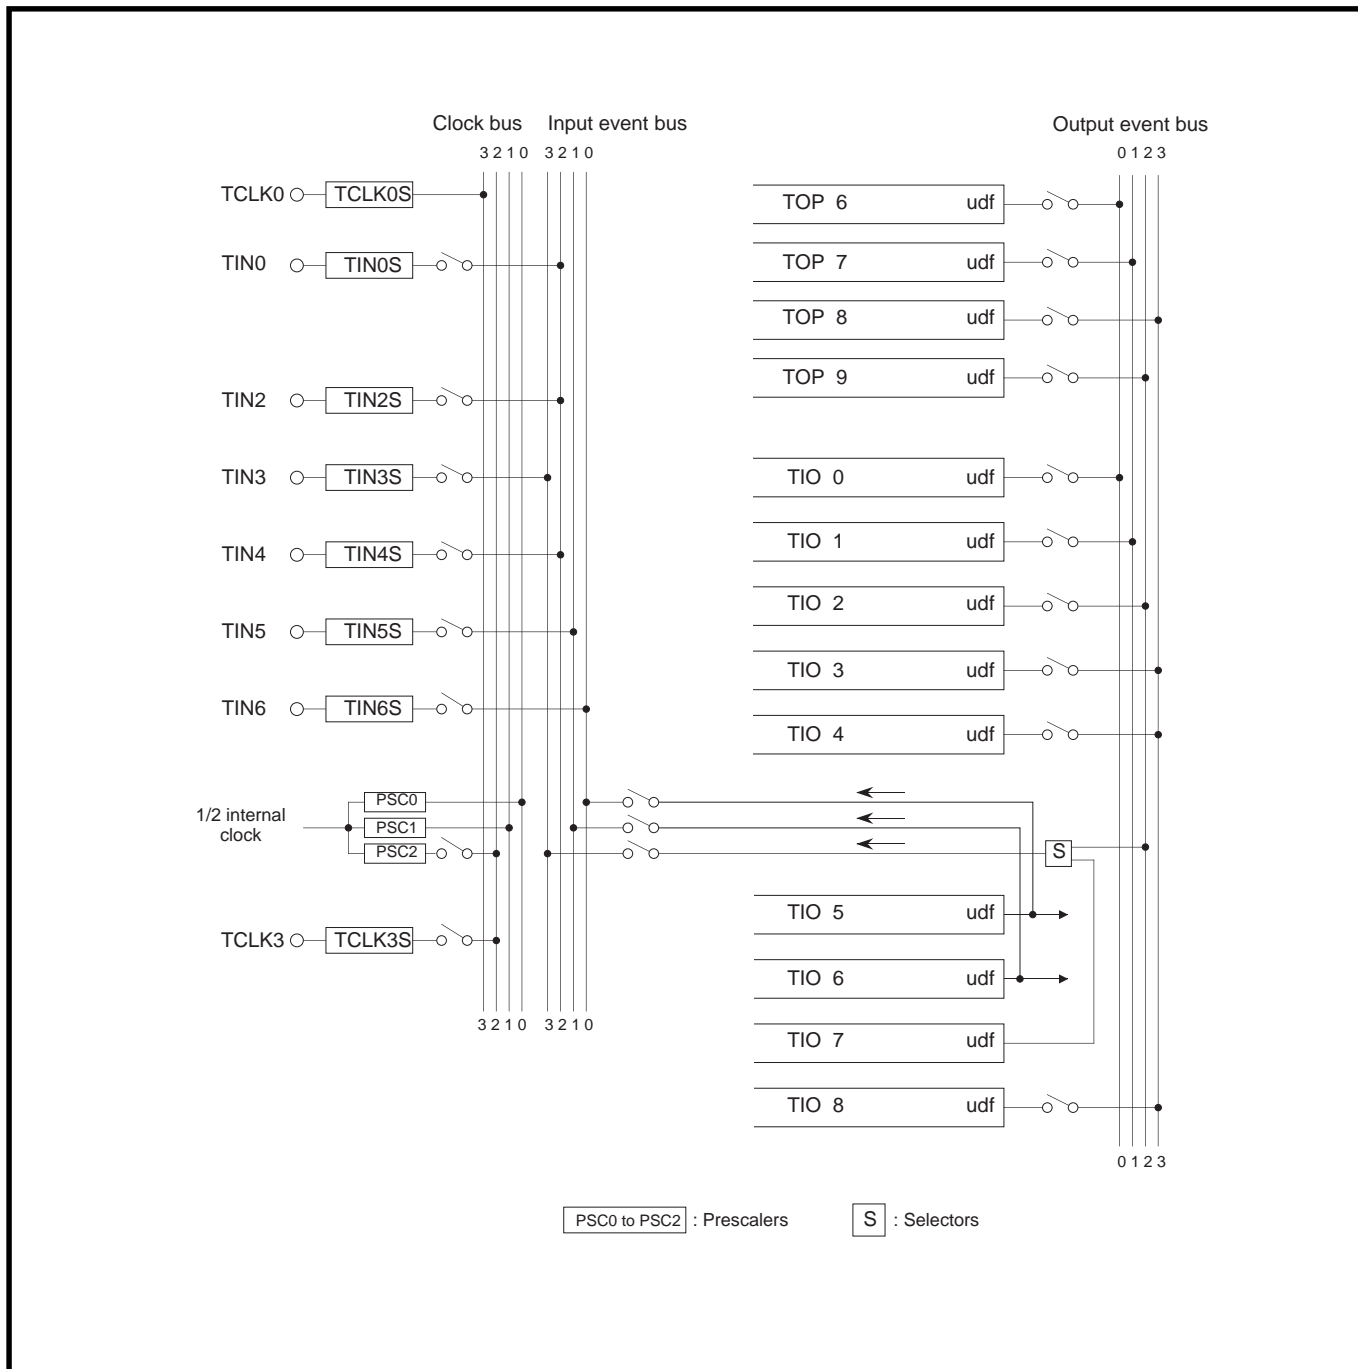 Clock bus Input event bus Output event bus
3 2 1 0 3 2 1 0 0 1 2 3
TCLK0 TCLK0S TOP 6 udf
TIN0 TIN0S TOP 7 udf
TOP 8 udf
TOP 9 udf
TIN2 TIN2S
TIN3 TIN3S TIO 0 udf
TIN4 TIN4S TIO 1 udf
TIN5 TIN5S TIO 2 udf
TIO 3 udf
TIN6 TIN6S
TIO 4 udf
PSC0
1/2 internal
clock
PSC1
PSC2 S
TIO 5 udf
TCLK3 TCLK3S
TIO 6 udf
3 2 1 0 3 2 1 0
TIO 7 udf
TIO 8 udf
0 1 2 3
PSC0 to PSC2 : Prescalers S : Selectors